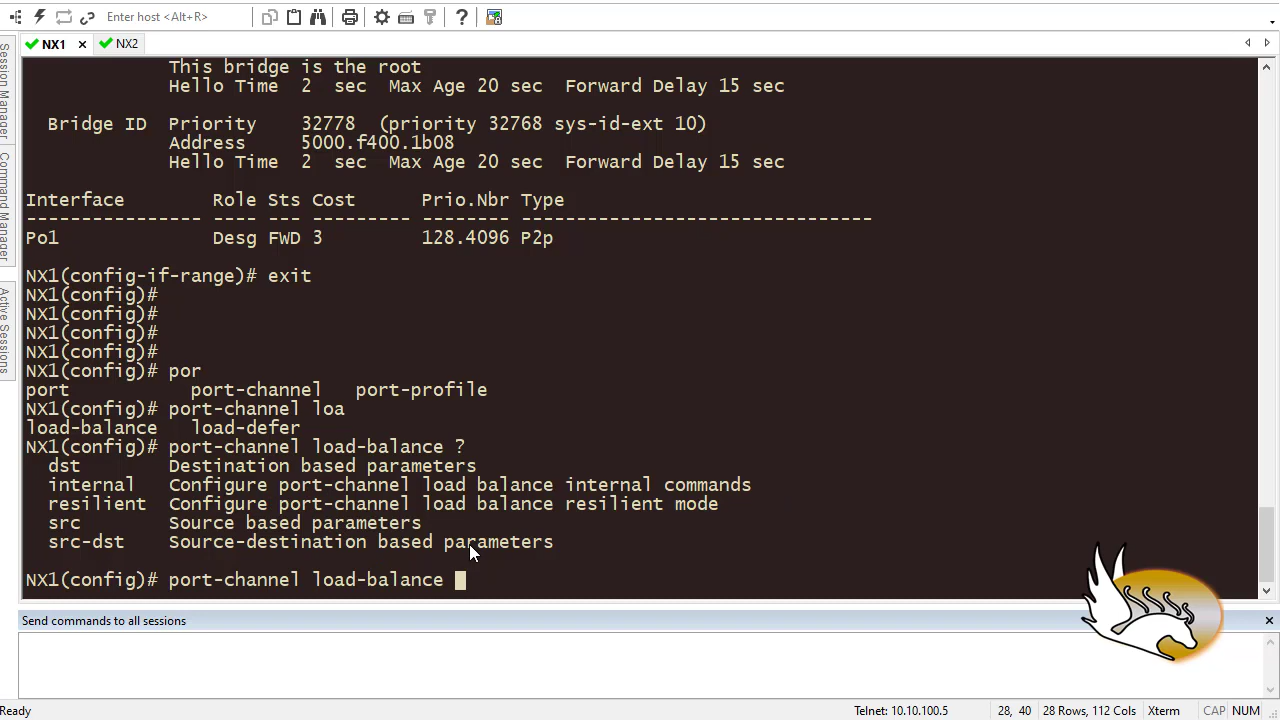 Enter host <Alt+R>
NX1 × NX2
Session Manager
Command Manager
Active Sessions
This bridge is the root
Hello Time 2 sec Max Age 20 sec Forward Delay 15 sec
Bridge ID Priority 32778 (priority 32768 sys-id-ext 10)
Address 5000.f400.1b08
Hello Time 2 sec Max Age 20 sec Forward Delay 15 sec
Interface Role Sts Cost Prio.Nbr Type
---------------- ---- --- --------- -------- --------------------------------
Po1 Desg FWD 3 128.4096 P2p
NX1(config-if-range)# exit
NX1(config)#
NX1(config)#
NX1(config)#
NX1(config)#
NX1(config)# por
port port-channel port-profile
NX1(config)# port-channel loa
load-balance load-defer
NX1(config)# port-channel load-balance ?
dst Destination based parameters
internal Configure port-channel load balance internal commands
resilient Configure port-channel load balance resilient mode
src Source based parameters
src-dst Source-destination based parameters
NX1(config)# port-channel load-balance
Send commands to all sessions
Ready Telnet: 10.10.100.5 28, 40 28 Rows, 112 Cols Xterm CAP NUM